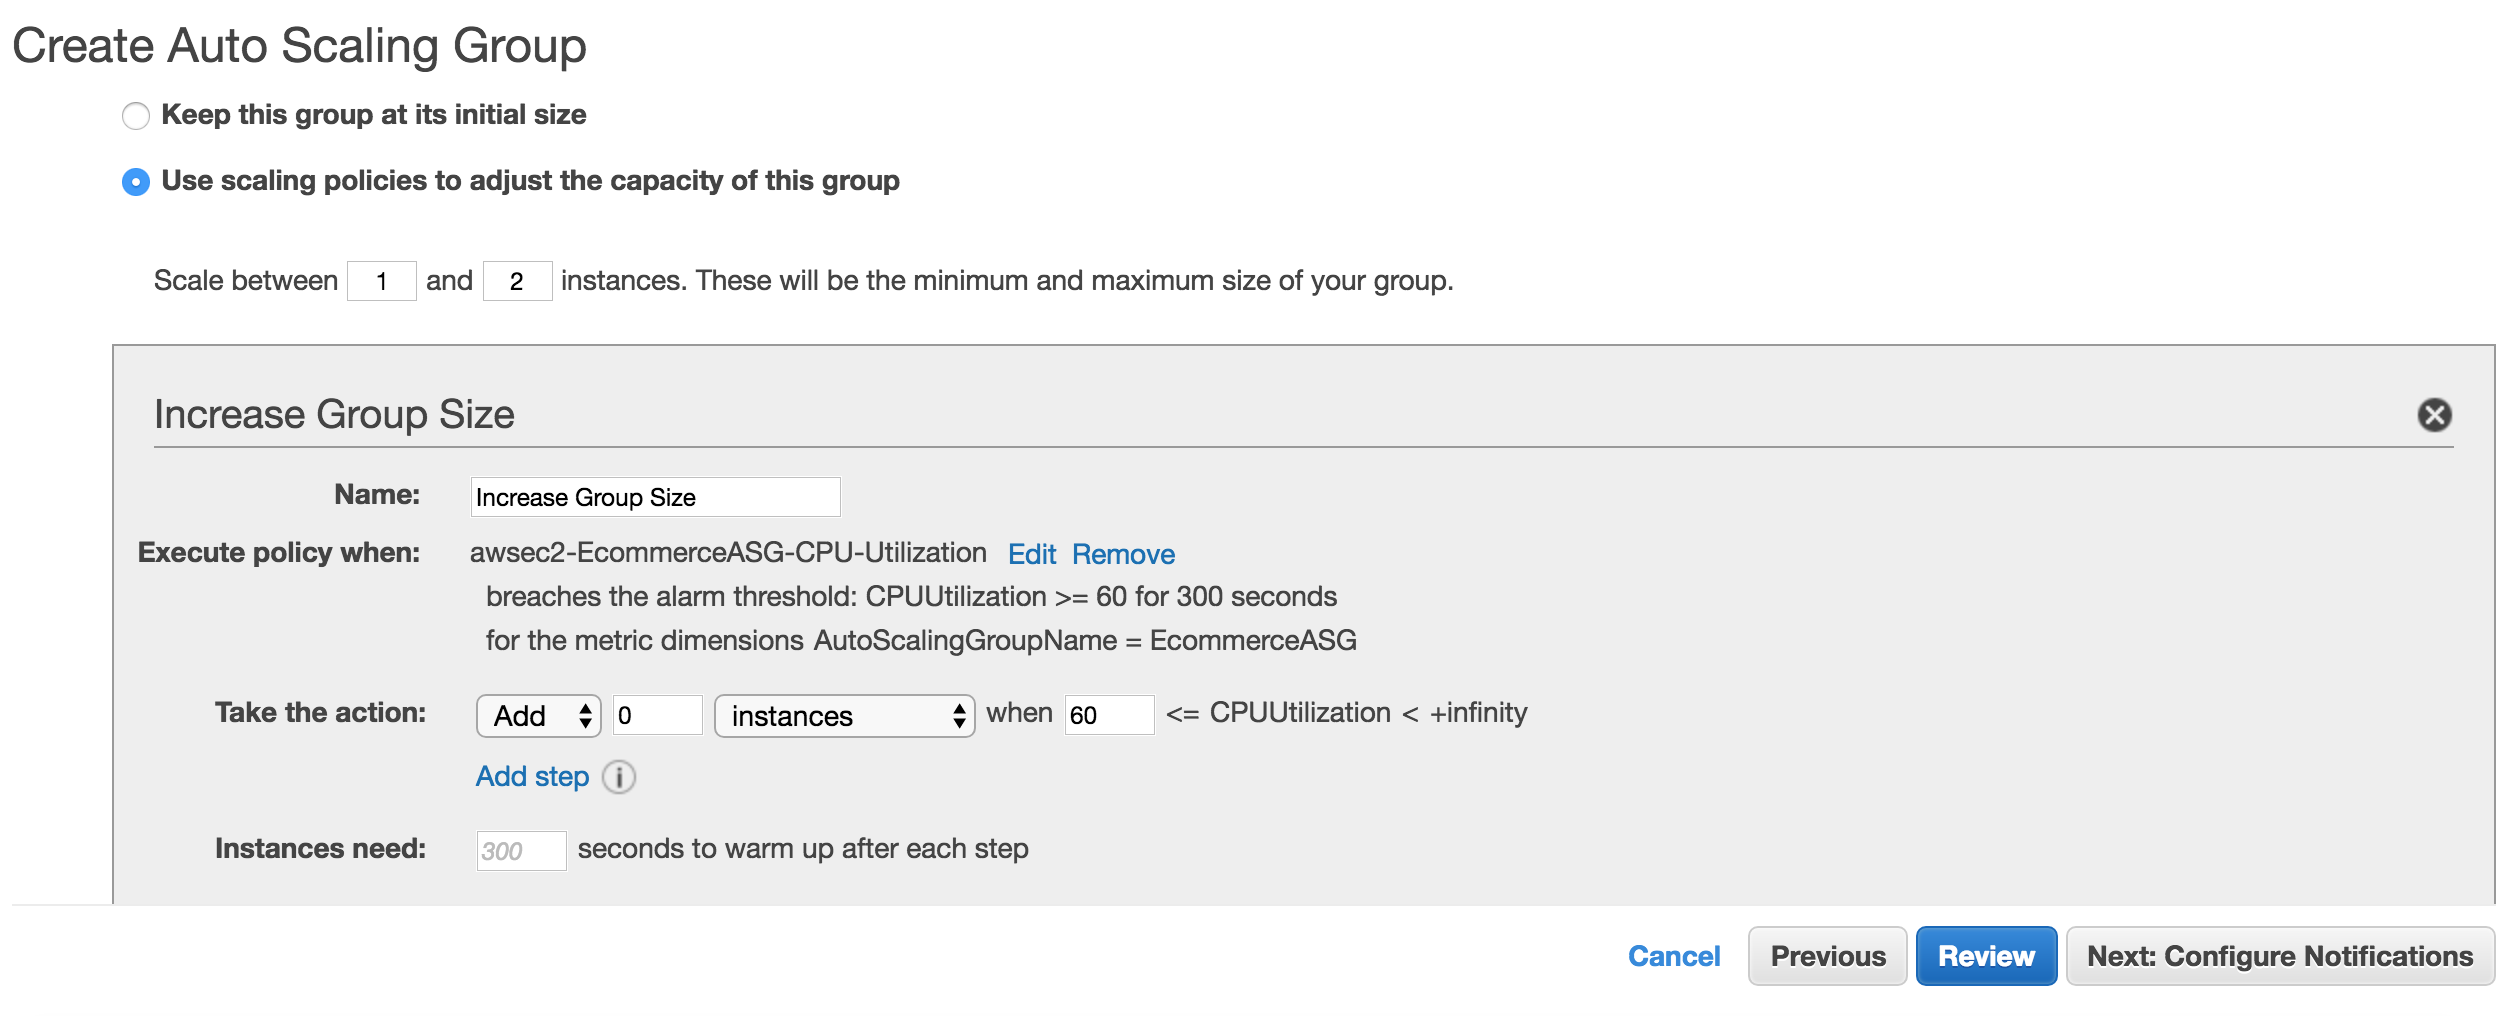 Create Auto Scaling Group
Keep this group at its initial size
Use scaling policies to adjust the capacity of this group
Scale between 1 and 2 instances. These will be the minimum and maximum size of your group.
Increase Group Size
Name: Increase Group Size
Execute policy when: awsec2-EcommerceASG-CPU-Utilization Edit Remove
breaches the alarm threshold: CPUUtilization >= 60 for 300 seconds
for the metric dimensions AutoScalingGroupName = EcommerceASG
Take the action: Add 0 instances when 60 <= CPUUtilization < +infinity
Add step i
Instances need: 300 seconds to warm up after each step
Cancel Previous Review Next: Configure Notifications